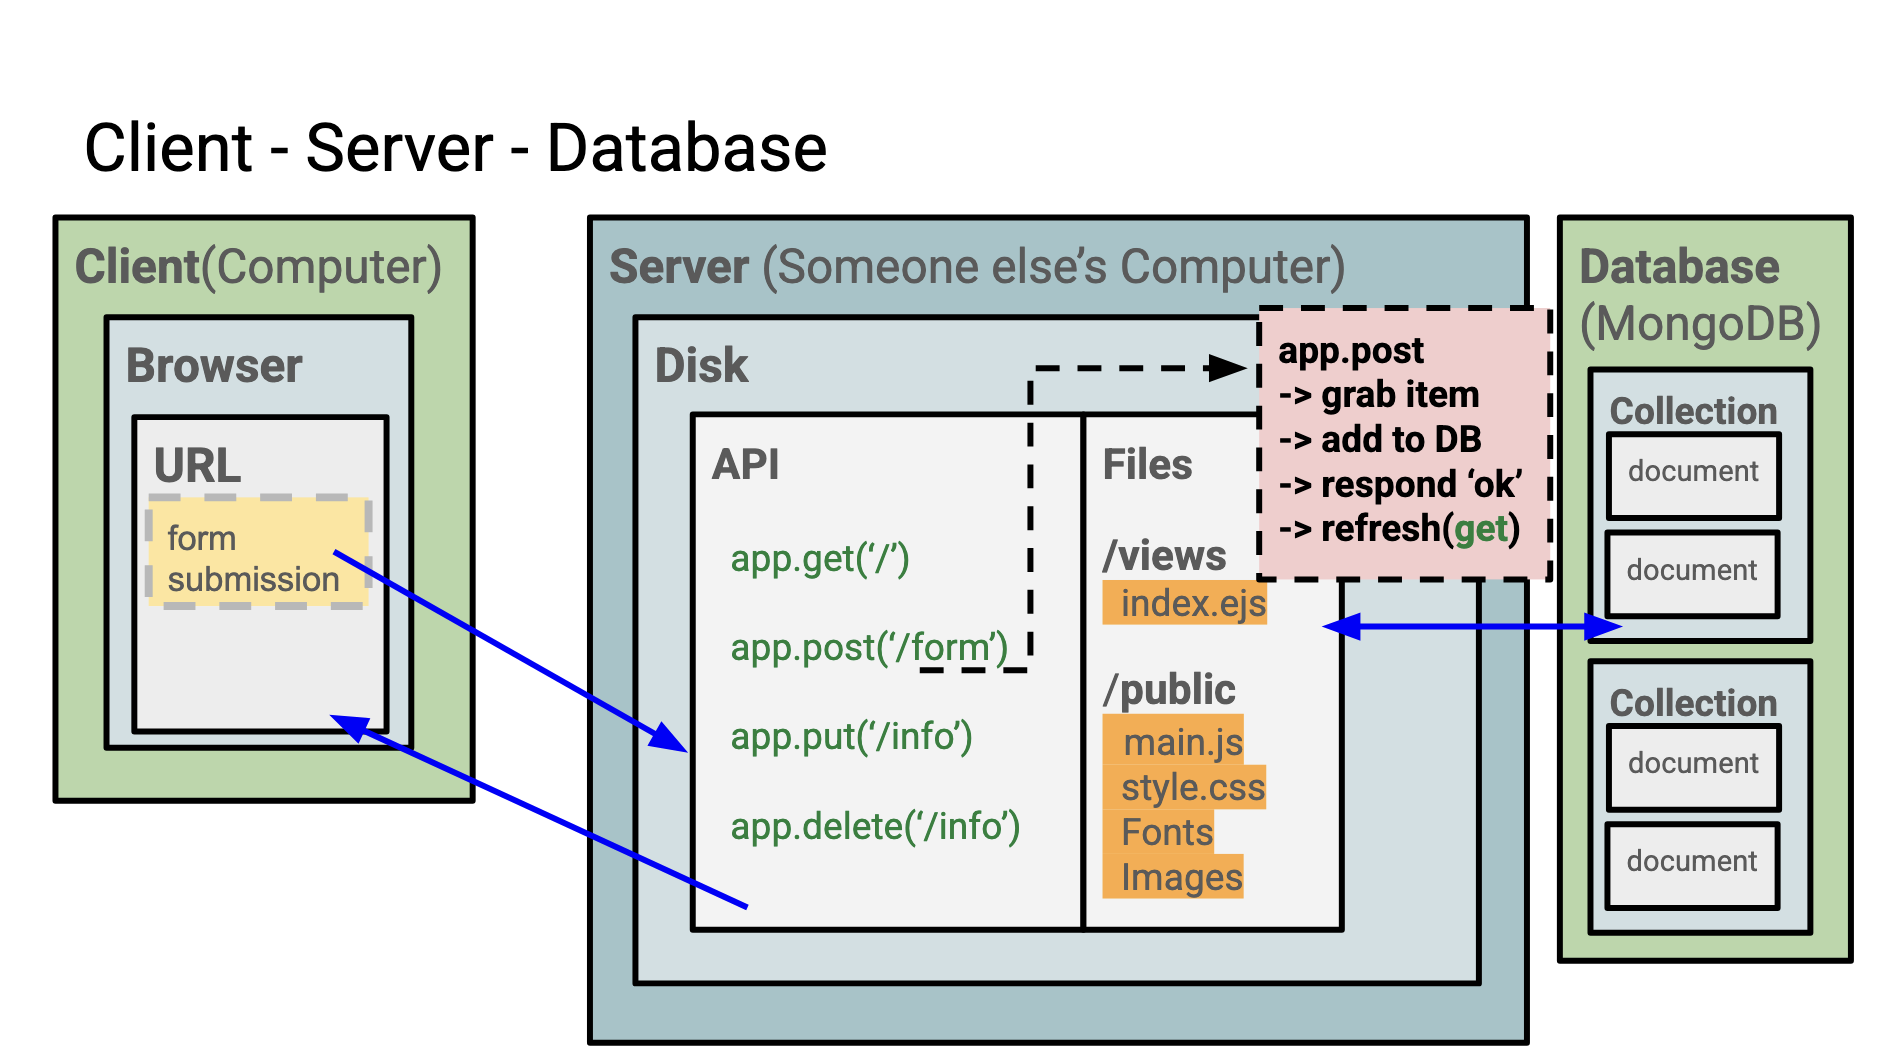 Client - Server - Database
Client(Computer)
Browser
URL
form
submission
Server (Someone else’s Computer)
Disk
API
app.get(‘/’)
app.post(‘/form’)
app.put(‘/info’)
app.delete(‘/info’)
Files
/views
index.ejs
/public
main.js
style.css
Fonts
Images
app.post
-> grab item
-> add to DB
-> respond ‘ok’
-> refresh(get)
Database
(MongoDB)
Collection
document
document
Collection
document
document